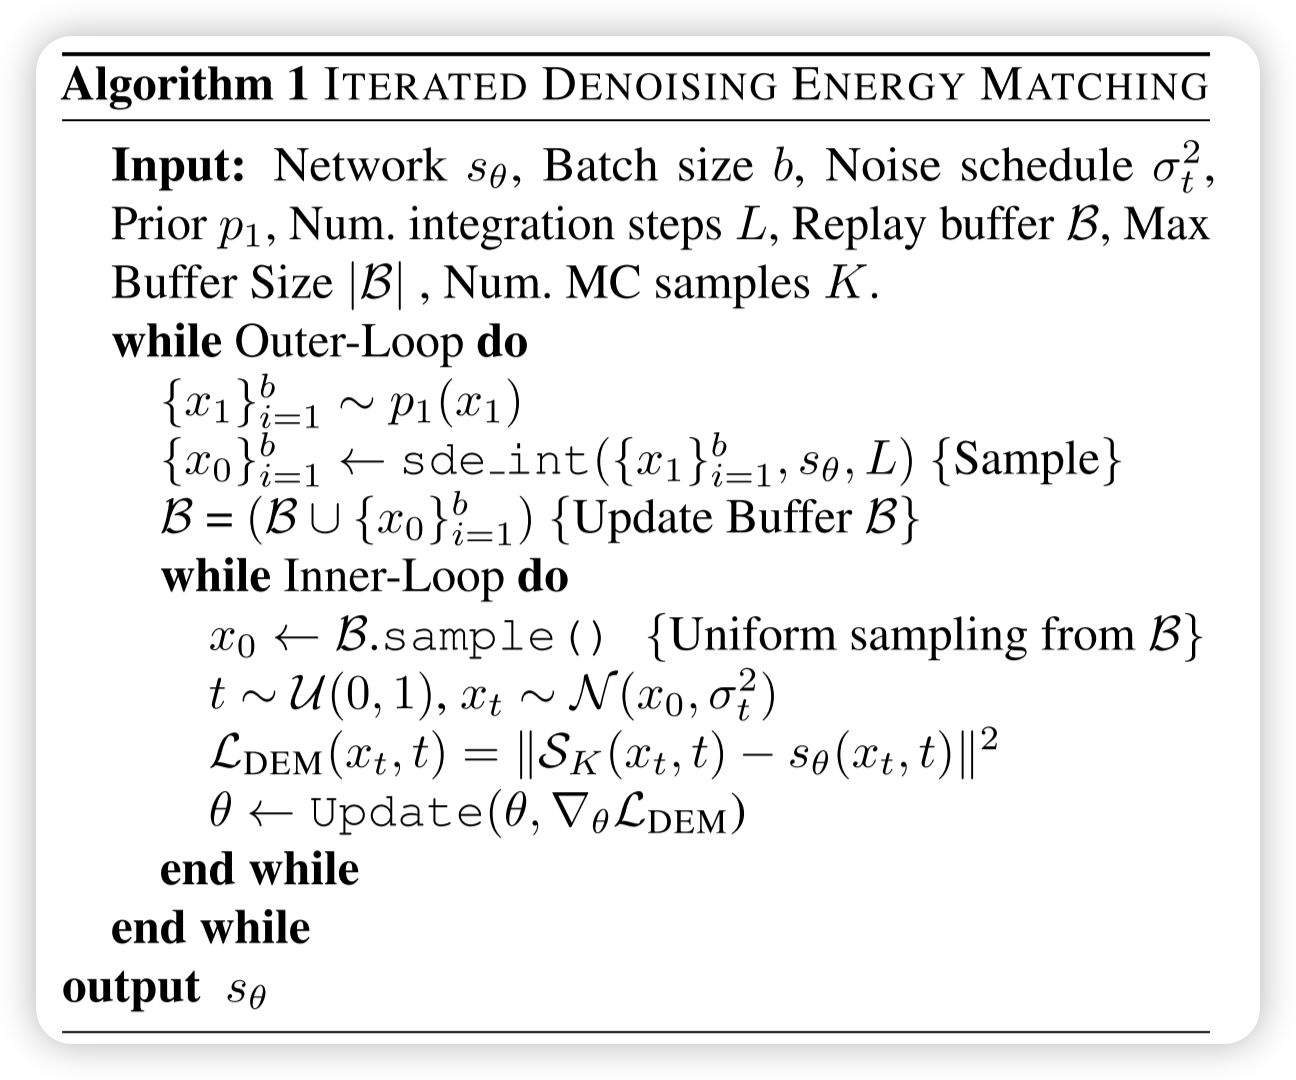 Algorithm 1 ITERATED DENOISING ENERGY MATCHING
Input: Network $s_\theta$, Batch size $b$, Noise schedule $\sigma_t^2$,
Prior $p_1$, Num. integration steps $L$, Replay buffer $\mathcal{B}$, Max
Buffer Size $|\mathcal{B}|$ , Num. MC samples $K$.
while Outer-Loop do
$\{x_1\}_{i=1}^b \sim p_1(x_1)$
$\{x_0\}_{i=1}^b \leftarrow \texttt{sde\_int}(\{x_1\}_{i=1}^b, s_\theta, L)$ {Sample}
$\mathcal{B} = (\mathcal{B} \cup \{x_0\}_{i=1}^b)$ {Update Buffer $\mathcal{B}$}
while Inner-Loop do
$x_0 \leftarrow \mathcal{B}.\texttt{sample()}$ {Uniform sampling from $\mathcal{B}$}
$t \sim \mathcal{U}(0, 1), x_t \sim \mathcal{N}(x_0, \sigma_t^2)$
$\mathcal{L}_{\text{DEM}}(x_t, t) = \|\mathcal{S}_K(x_t, t) - s_\theta(x_t, t)\|^2$
$\theta \leftarrow \texttt{Update}(\theta, \nabla_\theta \mathcal{L}_{\text{DEM}})$
end while
end while
output $s_\theta$